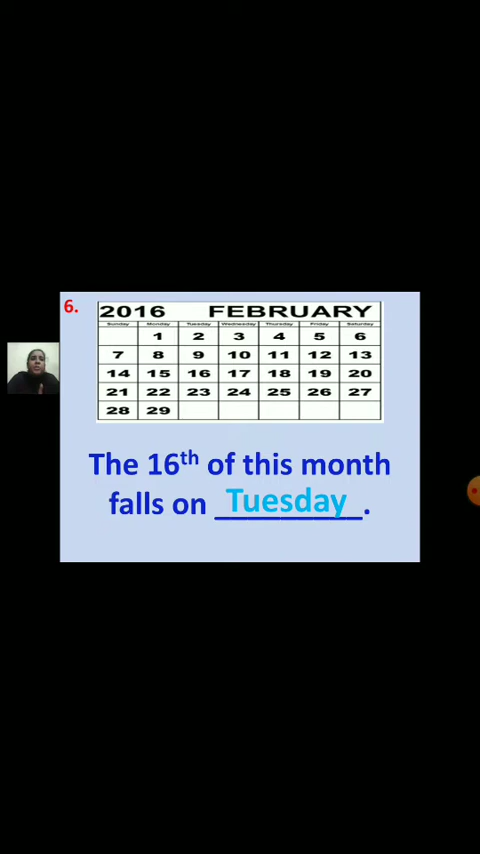 6.
2016 FEBRUARY
Sunday Monday Tuesday Wednesday Thursday Friday Saturday
1 2 3 4 5 6
7 8 9 10 11 12 13
14 15 16 17 18 19 20
21 22 23 24 25 26 27
28 29
The 16th of this month
falls on Tuesday.